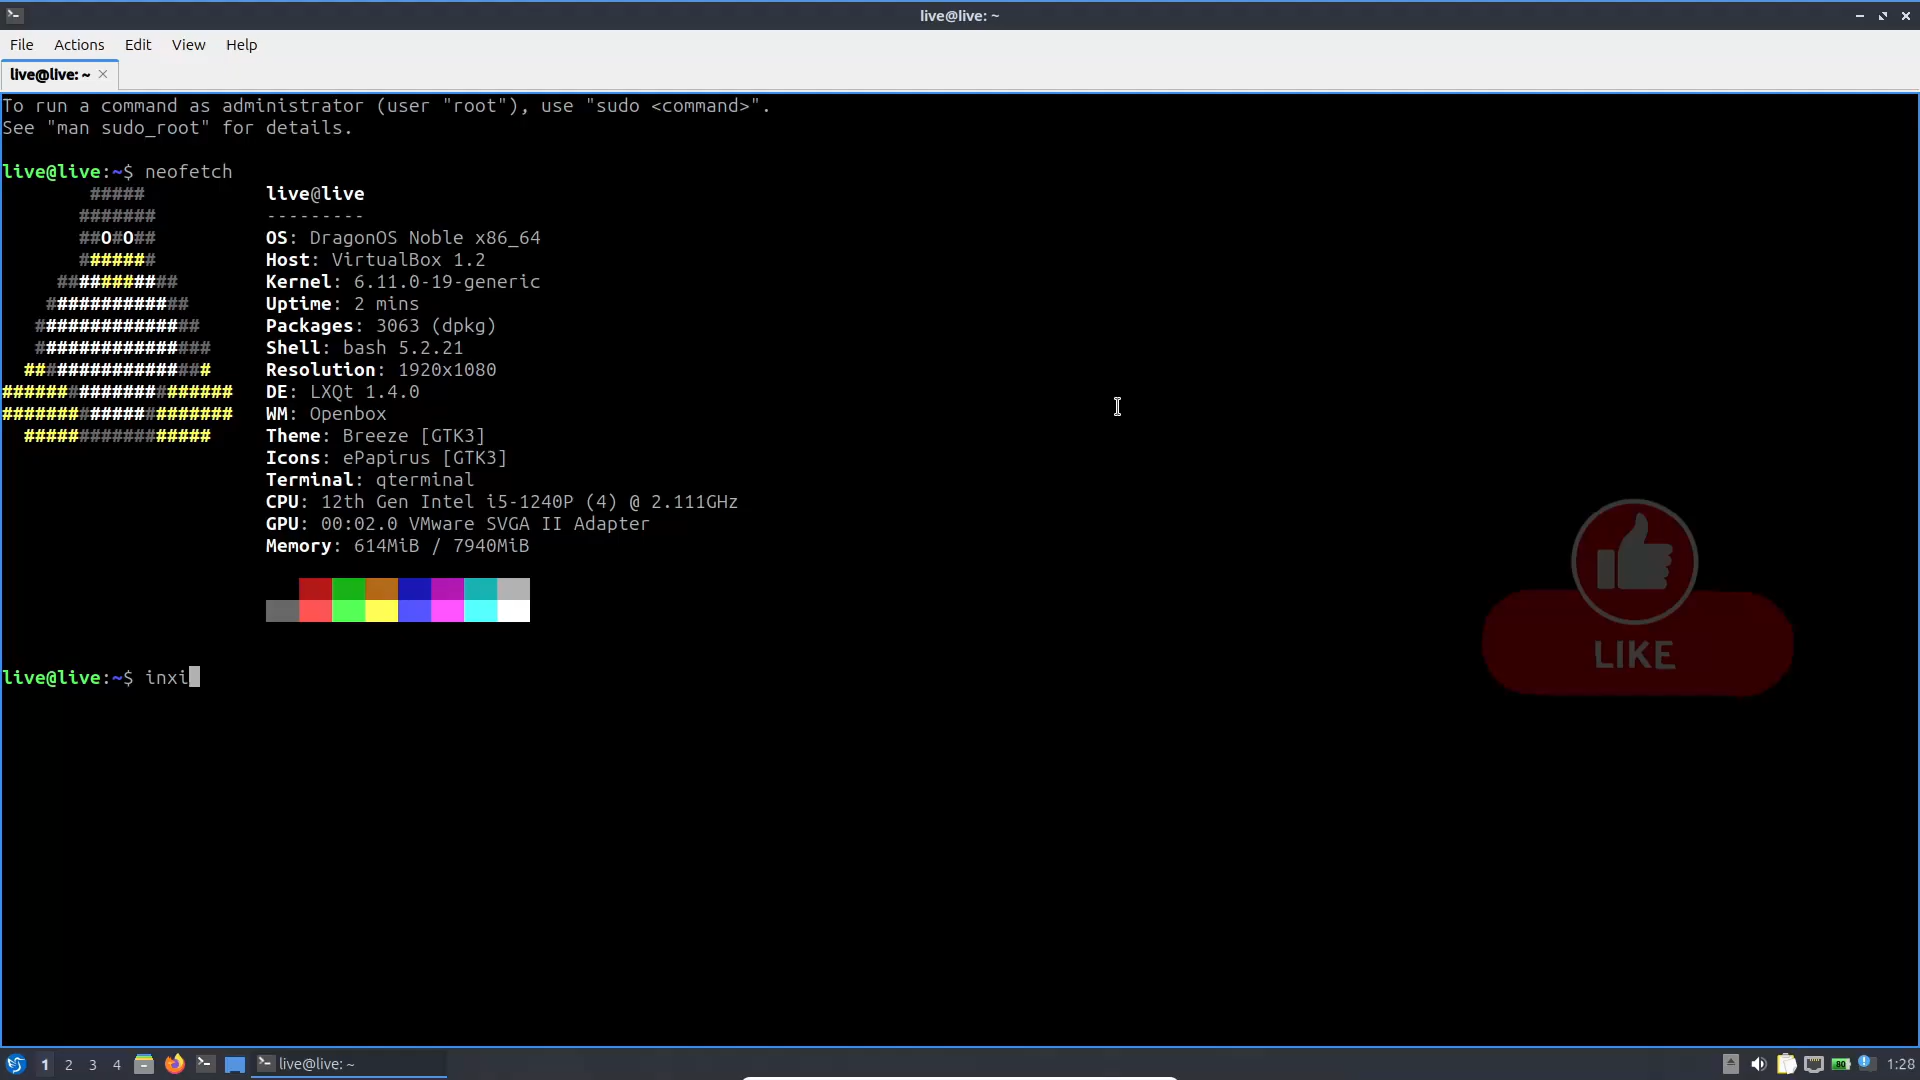 live@live: ~
File Actions Edit View Help
live@live: ~
To run a command as administrator (user "root"), use "sudo <command>".
See "man sudo_root" for details.
live@live:~$ neofetch
##### live@live
####### ---------
##O#O## OS: DragonOS Noble x86_64
####### Host: VirtualBox 1.2
########### Kernel: 6.11.0-19-generic
############# Uptime: 2 mins
############### Packages: 3063 (dpkg)
################ Shell: bash 5.2.21
################# Resolution: 1920x1080
##################### DE: LXQt 1.4.0
##################### WM: Openbox
################# Theme: Breeze [GTK3]
Icons: ePapirus [GTK3]
Terminal: qterminal
CPU: 12th Gen Intel i5-1240P (4) @ 2.111GHz
GPU: 00:02.0 VMware SVGA II Adapter
Memory: 614MiB / 7940MiB
LIKE
live@live:~$ inxi
1 2 3 4 live@live: ~ 80 1:28